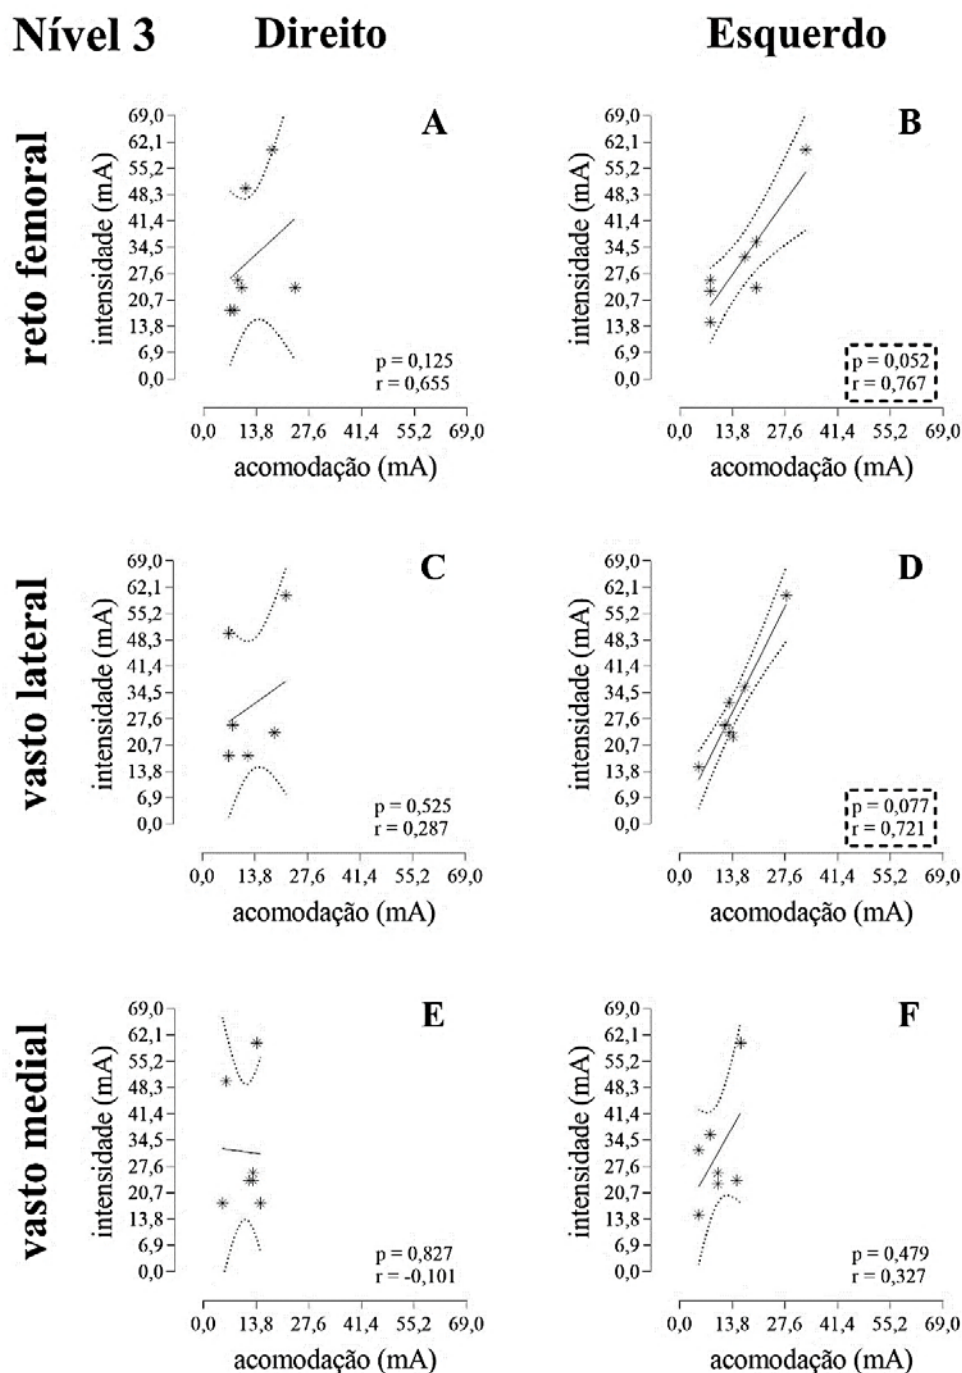 Nível 3 Direito Esquerdo
reto femoral
A
intensidade (mA)
69,0
62,1
55,2
48,3
41,4
34,5
27,6
20,7
13,8
6,9
0,0
p = 0,125
r = 0,655
0,0 13,8 27,6 41,4 55,2 69,0
acomodação (mA)
B
intensidade (mA)
69,0
62,1
55,2
48,3
41,4
34,5
27,6
20,7
13,8
6,9
0,0
p = 0,052
r = 0,767
0,0 13,8 27,6 41,4 55,2 69,0
acomodação (mA)
vasto lateral
C
intensidade (mA)
69,0
62,1
55,2
48,3
41,4
34,5
27,6
20,7
13,8
6,9
0,0
p = 0,525
r = 0,287
0,0 13,8 27,6 41,4 55,2 69,0
acomodação (mA)
D
intensidade (mA)
69,0
62,1
55,2
48,3
41,4
34,5
27,6
20,7
13,8
6,9
0,0
p = 0,077
r = 0,721
0,0 13,8 27,6 41,4 55,2 69,0
acomodação (mA)
vasto medial
E
intensidade (mA)
69,0
62,1
55,2
48,3
41,4
34,5
27,6
20,7
13,8
6,9
0,0
p = 0,827
r = -0,101
0,0 13,8 27,6 41,4 55,2 69,0
acomodação (mA)
F
intensidade (mA)
69,0
62,1
55,2
48,3
41,4
34,5
27,6
20,7
13,8
6,9
0,0
p = 0,479
r = 0,327
0,0 13,8 27,6 41,4 55,2 69,0
acomodação (mA)